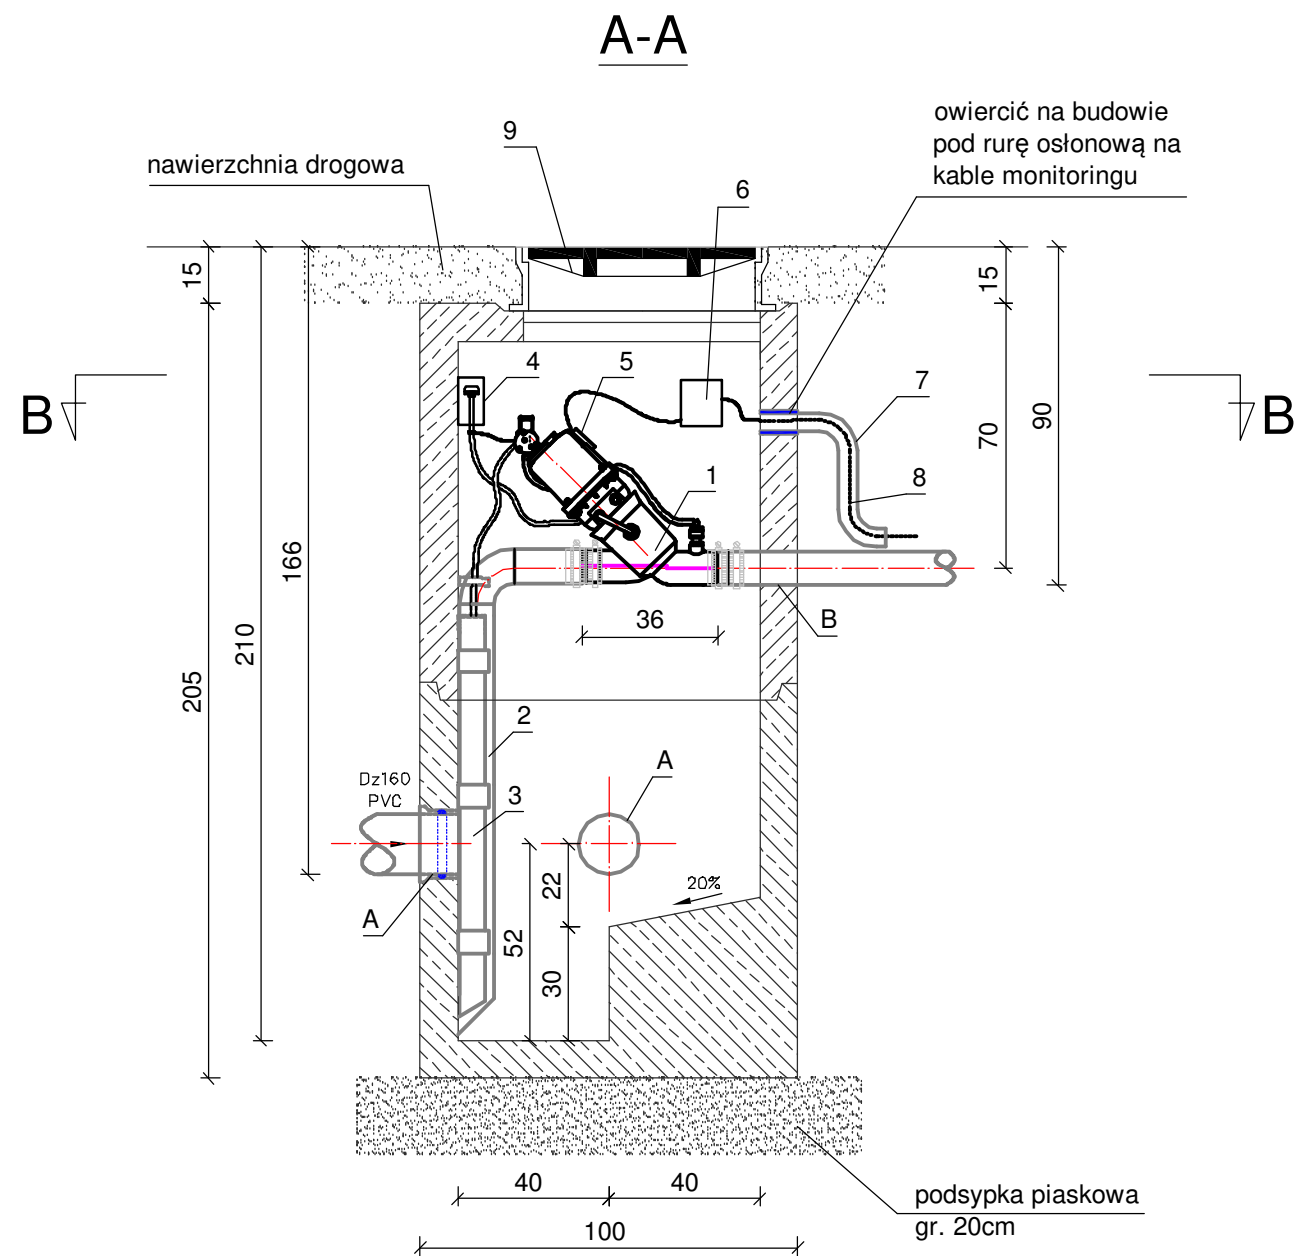 A-A
owiercić na budowie
pod rurę osłonową na
kable monitoringu
nawierzchnia drogowa
9
6
15
15
4
5
7
B
B
90
70
1
8
166
36
B
210
205
2
A
Dz160
PVC
3
22
20%
A
52
30
40
40
podsypka piaskowa
gr. 20cm
100